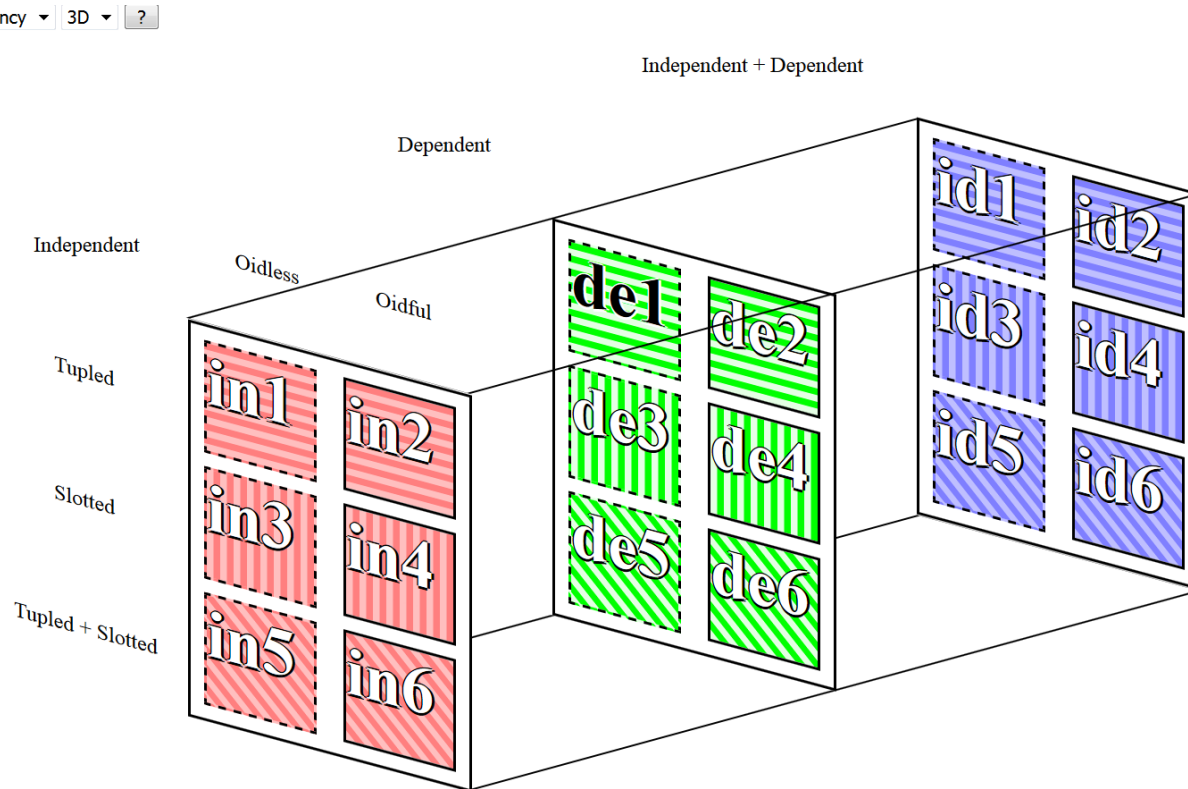 ncy 3D ?
Independent + Dependent
Dependent
Independent
Oidless
Oidful
Tupled
Slotted
Tupled + Slotted
in1 in2
in3 in4
in5 in6
de1 de2
de3 de4
de5 de6
id1 id2
id3 id4
id5 id6